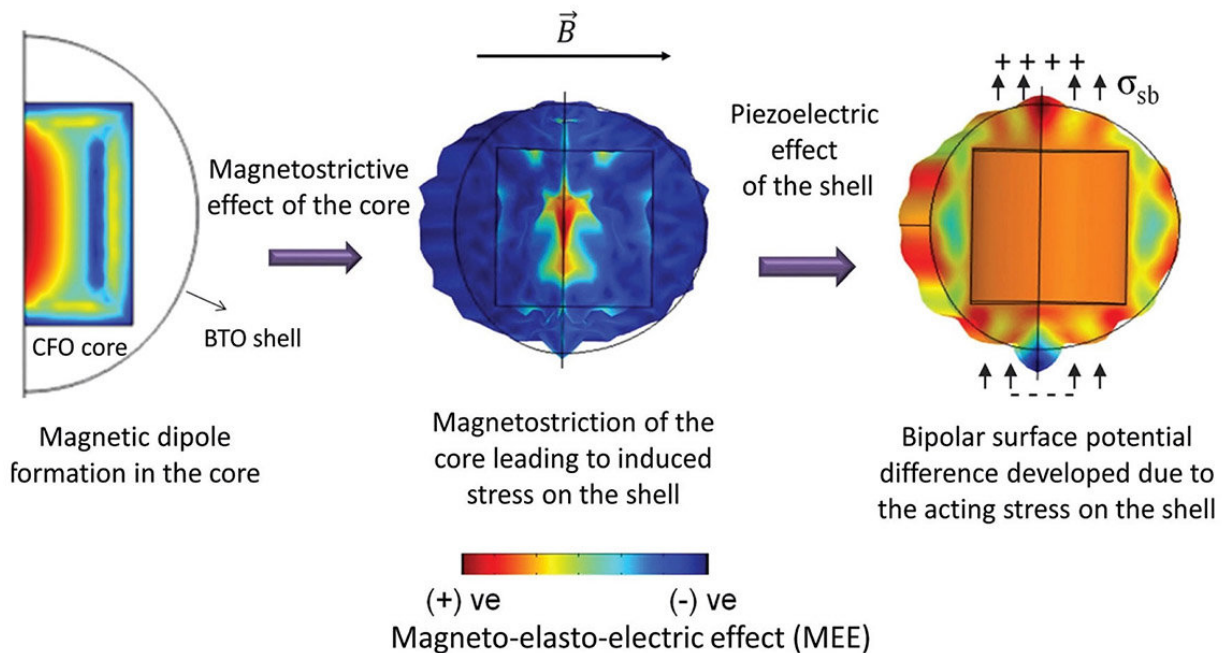 B⃗
+ + + +
σsb
Magnetostrictive
effect of the core
Piezoelectric
effect
of the shell
CFO core
BTO shell
- - - -
Magnetic dipole
formation in the core
Magnetostriction of the
core leading to induced
stress on the shell
Bipolar surface potential
difference developed due to
the acting stress on the shell
(+) ve
(-) ve
Magneto-elasto-electric effect (MEE)